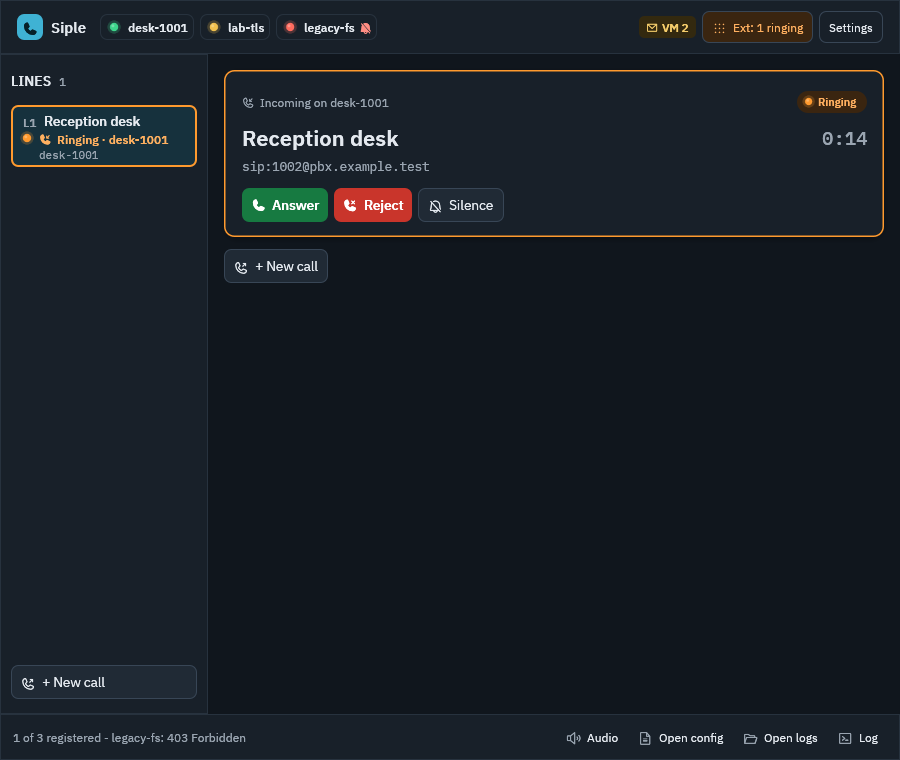 Siple
desk-1001
lab-tls
legacy-fs
VM 2
Ext: 1 ringing
Settings
LINES 1
L1 Reception desk
Ringing · desk-1001
desk-1001
Incoming on desk-1001
Ringing
Reception desk
0:14
sip:1002@pbx.example.test
Answer
Reject
Silence
+ New call
+ New call
1 of 3 registered - legacy-fs: 403 Forbidden
Audio
Open config
Open logs
Log